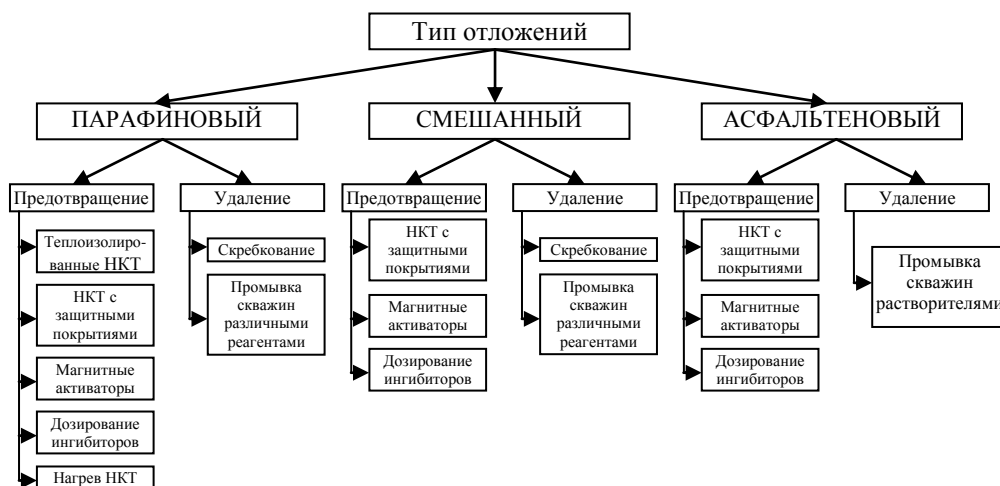 Тип отложений
ПАРАФИНОВЫЙ
СМЕШАННЫЙ
АСФАЛЬТЕНОВЫЙ
Предотвращение
Удаление
Предотвращение
Удаление
Предотвращение
Удаление
Теплоизолиро-
ванные НКТ
НКТ с
защитными
покрытиями
Магнитные
активаторы
Дозирование
ингибиторов
Нагрев НКТ
Скребкование
Промывка
скважин
различными
реагентами
НКТ с
защитными
покрытиями
Магнитные
активаторы
Дозирование
ингибиторов
Скребкование
Промывка
скважин
различными
реагентами
НКТ с
защитными
покрытиями
Магнитные
активаторы
Дозирование
ингибиторов
Промывка
скважин
растворителями